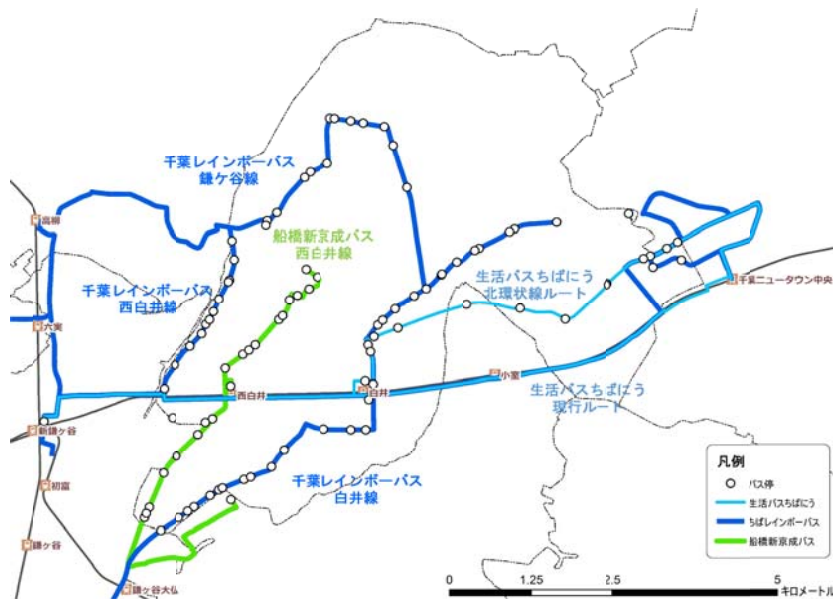 千葉レインボーバス
鎌ケ谷線
高柳
船橋新京成バス
西白井線
千葉レインボーバス
西白井線
生活バスちばにう
北環状線ルート
千葉ニュータウン中央
六実
小室
西白井
白井
生活バスちばにう
現行ルート
新鎌ヶ谷
千葉レインボーバス
白井線
初富
鎌ヶ谷
鎌ヶ谷大仏
凡例
バス停
生活バスちばにう
ちばレインボーバス
船橋新京成バス
0 1.25 2.5 5
キロメートル